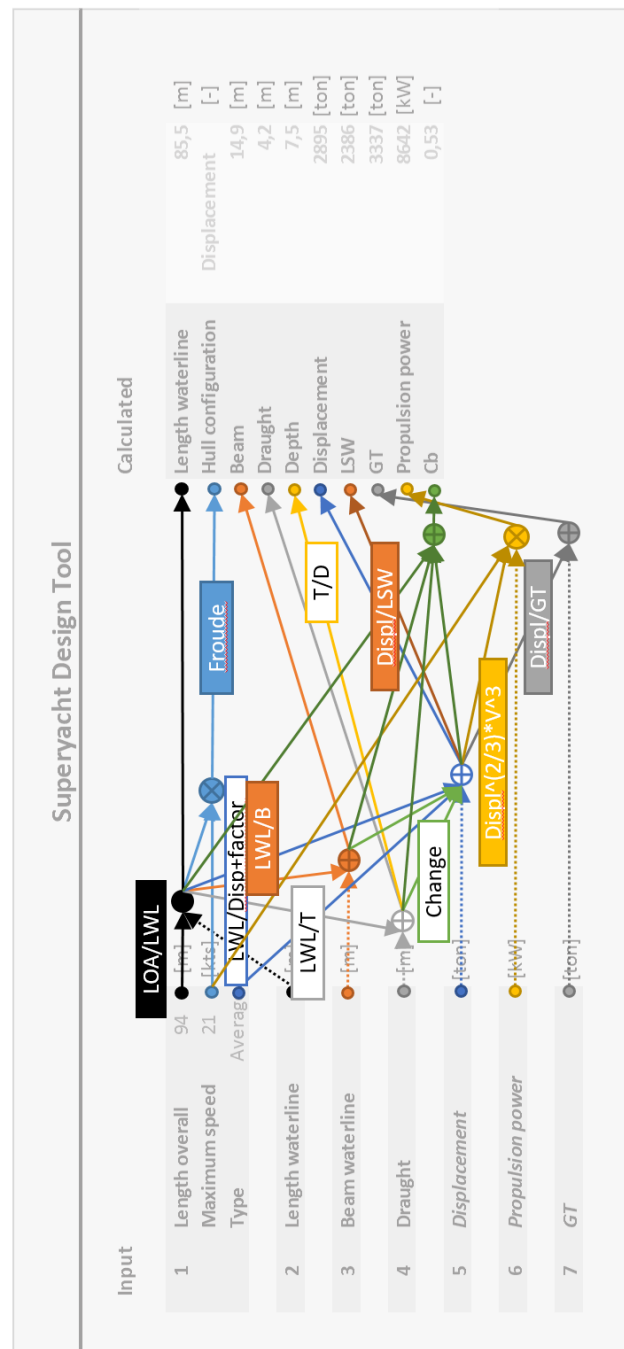 Superyacht Design Tool
Input
Calculated
1 Length overall 94 [m]
Maximum speed 21 [kts]
Type Averag
2 Length waterline
3 Beam waterline [m]
4 Draught [m
5 Displacement [ton]
6 Propulsion power [kW]
7 GT [ton]
LOA/LWL
LWL/Disp+factor
LWL/B
LWL/T
Change
Froude
T/D
Displ/LSW
Displ^(2/3)*V^3
Displ/GT
Length waterline 85,5 [m]
Hull configuration Displacement [-]
Beam 14,9 [m]
Draught 4,2 [m]
Depth 7,5 [m]
Displacement 2895 [ton]
LSW 2386 [ton]
GT 3337 [ton]
Propulsion power 8642 [kW]
Cb 0,53 [-]